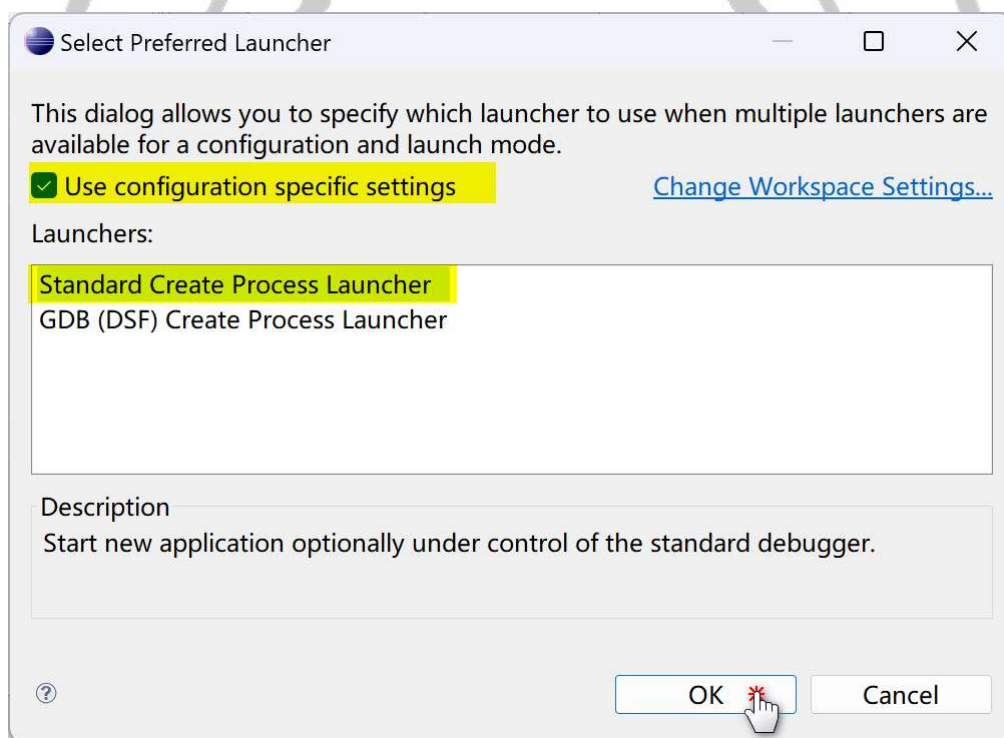 Select Preferred Launcher
This dialog allows you to specify which launcher to use when multiple launchers are
available for a configuration and launch mode.
Use configuration specific settings Change Workspace Settings...
Launchers:
Standard Create Process Launcher
GDB (DSF) Create Process Launcher
Description
Start new application optionally under control of the standard debugger.
? OK Cancel